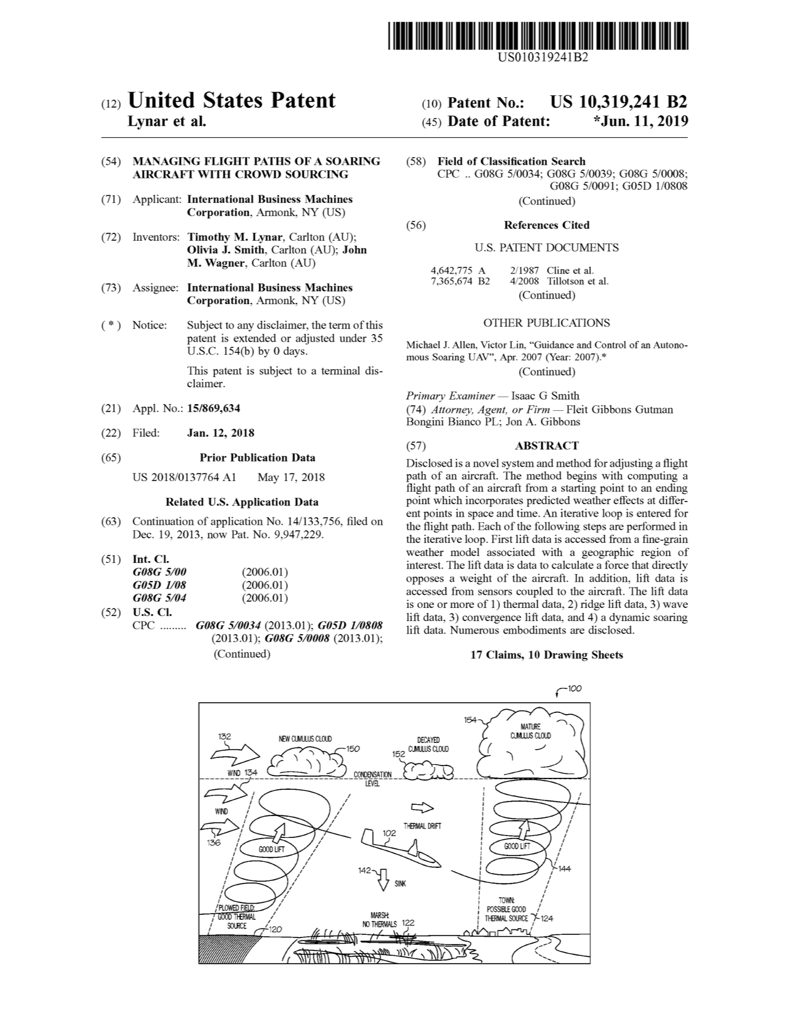 US010319241B2
(12) United States Patent
Lynar et al.
(10) Patent No.: US 10,319,241 B2
(45) Date of Patent: *Jun. 11, 2019
(54) MANAGING FLIGHT PATHS OF A SOARING
AIRCRAFT WITH CROWD SOURCING
(71) Applicant: International Business Machines
Corporation, Armonk, NY (US)
(72) Inventors: Timothy M. Lynar, Carlton (AU);
Olivia J. Smith, Carlton (AU); John
M. Wagner, Carlton (AU)
(73) Assignee: International Business Machines
Corporation, Armonk, NY (US)
( * ) Notice: Subject to any disclaimer, the term of this
patent is extended or adjusted under 35
U.S.C. 154(b) by 0 days.
This patent is subject to a terminal dis-
claimer.
(21) Appl. No.: 15/869,634
(22) Filed: Jan. 12, 2018
(65) Prior Publication Data
US 2018/0137764 A1 May 17, 2018
Related U.S. Application Data
(63) Continuation of application No. 14/133,756, filed on
Dec. 19, 2013, now Pat. No. 9,947,229.
(51) Int. Cl.
G08G 5/00 (2006.01)
G05D 1/08 (2006.01)
G08G 5/04 (2006.01)
(52) U.S. Cl.
CPC ......... G08G 5/0034 (2013.01); G05D 1/0808
(2013.01); G08G 5/0008 (2013.01);
(Continued)
(58) Field of Classification Search
CPC .. G08G 5/0034; G08G 5/0039; G08G 5/0008;
G08G 5/0091; G05D 1/0808
(Continued)
(56) References Cited
U.S. PATENT DOCUMENTS
4,642,775 A 2/1987 Cline et al.
7,365,674 B2 4/2008 Tillotson et al.
(Continued)
OTHER PUBLICATIONS
Michael J. Allen, Victor Lin, “Guidance and Control of an Autono-
mous Soaring UAV”, Apr. 2007 (Year: 2007).*
(Continued)
Primary Examiner — Isaac G Smith
(74) Attorney, Agent, or Firm — Fleit Gibbons Gutman
Bongini Bianco PL; Jon A. Gibbons
(57) ABSTRACT
Disclosed is a novel system and method for adjusting a flight
path of an aircraft. The method begins with computing a
flight path of an aircraft from a starting point to an ending
point which incorporates predicted weather effects at differ-
ent points in space and time. An iterative loop is entered for
the flight path. Each of the following steps are performed in
the iterative loop. First lift data is accessed from a fine-grain
weather model associated with a geographic region of
interest. The lift data is data to calculate a force that directly
opposes a weight of the aircraft. In addition, lift data is
accessed from sensors coupled to the aircraft. The lift data
is one or more of 1) thermal data, 2) ridge lift data, 3) wave
lift data, 3) convergence lift data, and 4) a dynamic soaring
lift data. Numerous embodiments are disclosed.
17 Claims, 10 Drawing Sheets
100
132
NEW CUMULUS CLOUD
150
DECAYED
CUMULUS CLOUD
152
154
MATURE
CUMULUS CLOUD
WIND 134
CONDENSATION
LEVEL
WIND
136
GOOD LIFT
THERMAL DRIFT
102
GOOD LIFT
142
SINK
144
PLOWED FIELD:
GOOD THERMAL
SOURCE
120
MARSH:
NO THERMALS 122
TOWN:
POSSIBLE GOOD
THERMAL SOURCE 124